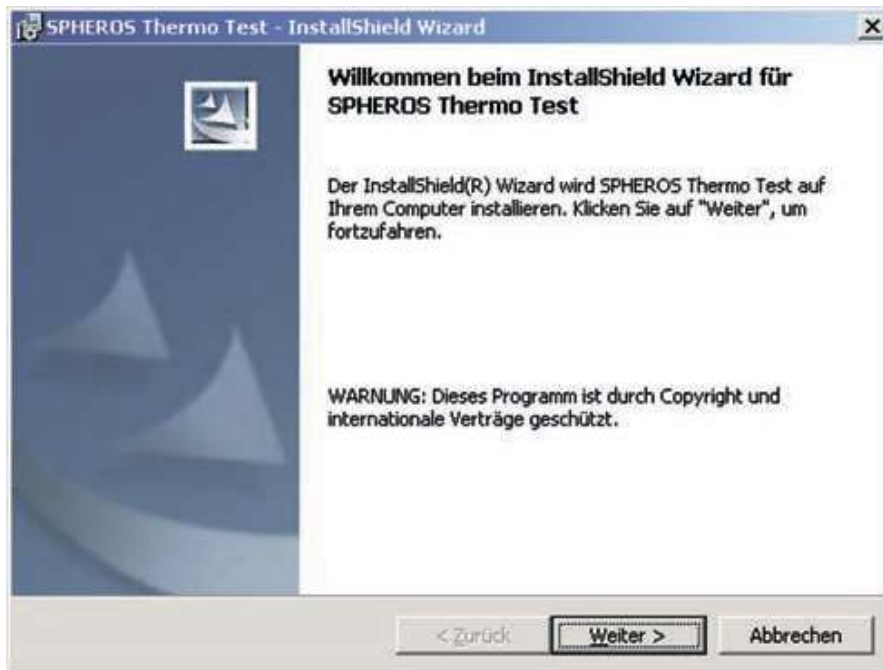 SPHEROS Thermo Test - InstallShield Wizard
Willkommen beim InstallShield Wizard für
SPHEROS Thermo Test
Der InstallShield(R) Wizard wird SPHEROS Thermo Test auf
Ihrem Computer installieren. Klicken Sie auf "Weiter", um
fortzufahren.
WARNUNG: Dieses Programm ist durch Copyright und
internationale Verträge geschützt.
< Zurück Weiter > Abbrechen